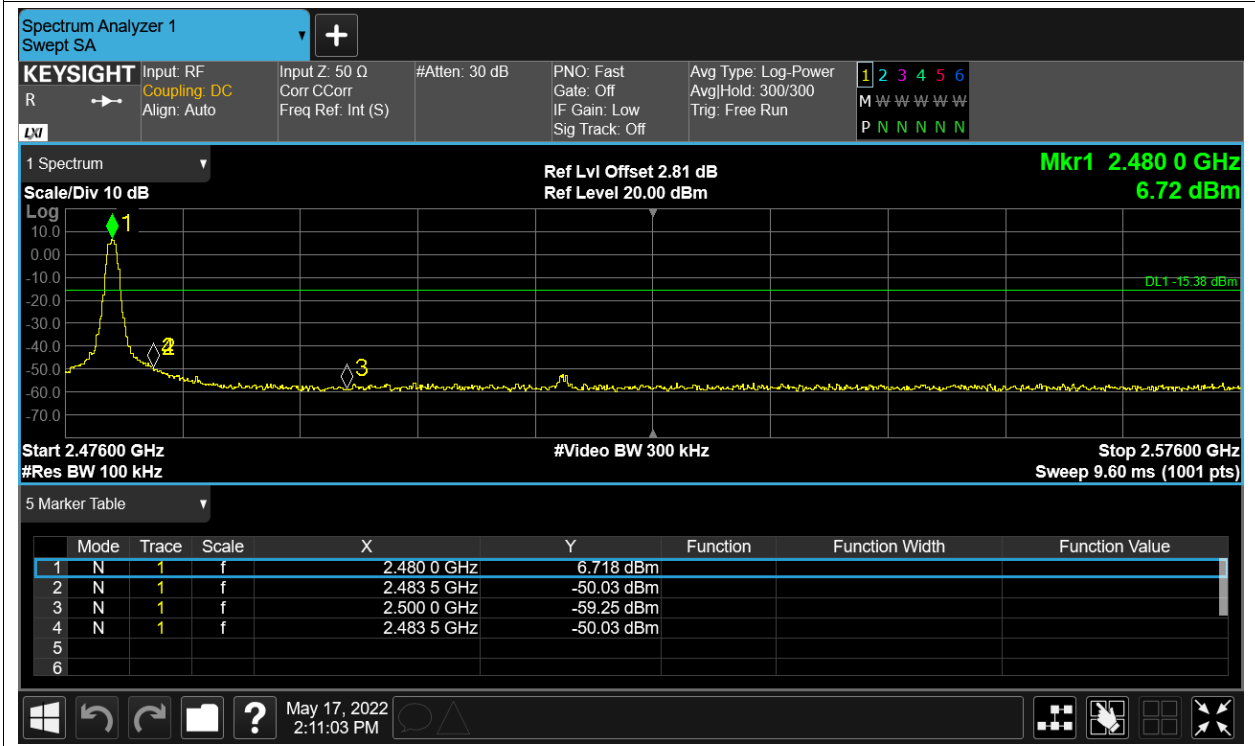 Spectrum Analyzer 1
Swept SA
KEYSIGHT Input: RF Input Z: 50 Ω #Atten: 30 dB PNO: Fast Avg Type: Log-Power 1 2 3 4 5 6
R Coupling: DC Corr CCorr Gate: Off Avg|Hold: 300/300 M W W W W W
Align: Auto Freq Ref: Int (S) IF Gain: Low Trig: Free Run
LXI Sig Track: Off P N N N N N
1 Spectrum Ref Lvl Offset 2.81 dB Mkr1 2.480 0 GHz
Scale/Div 10 dB Ref Level 20.00 dBm 6.72 dBm
Log
1
10.0
0.00
-10.0
DL1 -15.38 dBm
-20.0
-30.0
-40.0
-50.0
3
-60.0
-70.0
Start 2.47600 GHz #Video BW 300 kHz Stop 2.57600 GHz
#Res BW 100 kHz Sweep 9.60 ms (1001 pts)
5 Marker Table
Mode Trace Scale X Y Function Function Width Function Value
1 N 1 f 2.480 0 GHz 6.718 dBm
2 N 1 f 2.483 5 GHz -50.03 dBm
3 N 1 f 2.500 0 GHz -59.25 dBm
4 N 1 f 2.483 5 GHz -50.03 dBm
5
6
? May 17, 2022
2:11:03 PM